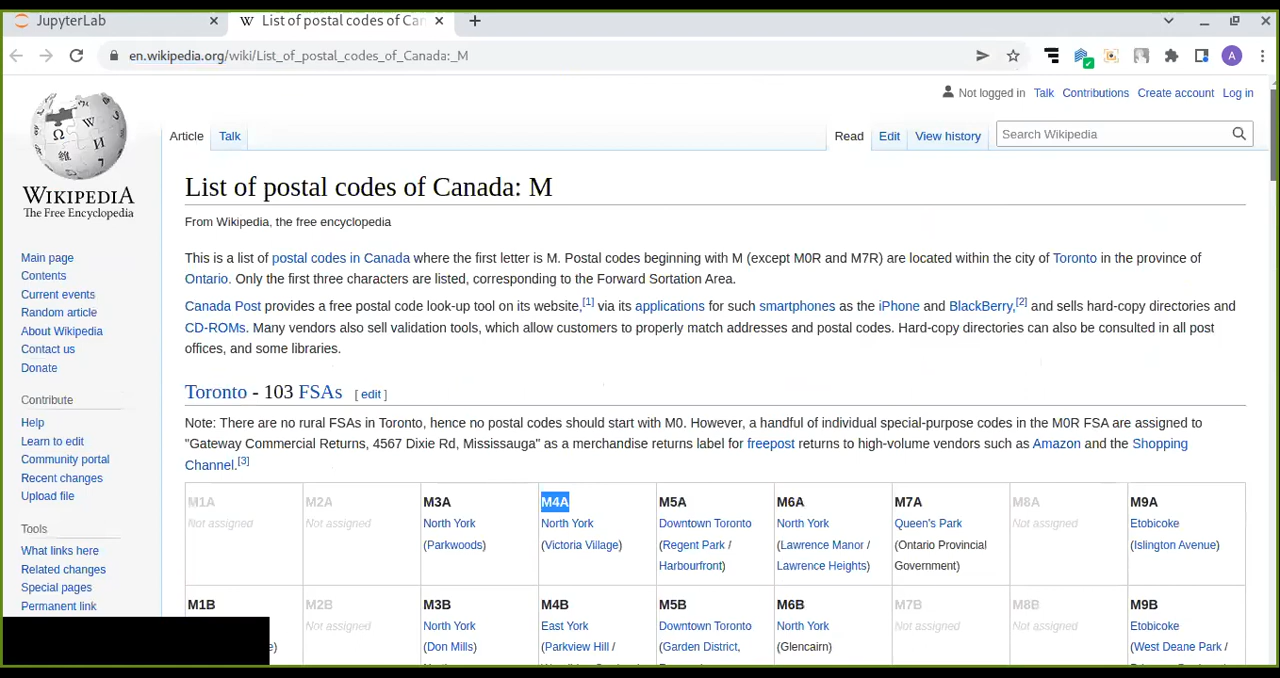 JupyterLab
List of postal codes of Can
en.wikipedia.org/wiki/List_of_postal_codes_of_Canada:_M
A
Not logged in Talk Contributions Create account Log in
Article Talk Read Edit View history Search Wikipedia
WIKIPEDIA
The Free Encyclopedia
Main page
Contents
Current events
Random article
About Wikipedia
Contact us
Donate
Contribute
Help
Learn to edit
Community portal
Recent changes
Upload file
Tools
What links here
Related changes
Special pages
Permanent link
List of postal codes of Canada: M
From Wikipedia, the free encyclopedia
This is a list of postal codes in Canada where the first letter is M. Postal codes beginning with M (except M0R and M7R) are located within the city of Toronto in the province of
Ontario. Only the first three characters are listed, corresponding to the Forward Sortation Area.
Canada Post provides a free postal code look-up tool on its website,[1] via its applications for such smartphones as the iPhone and BlackBerry,[2] and sells hard-copy directories and
CD-ROMs. Many vendors also sell validation tools, which allow customers to properly match addresses and postal codes. Hard-copy directories can also be consulted in all post
offices, and some libraries.
Toronto - 103 FSAs [ edit ]
Note: There are no rural FSAs in Toronto, hence no postal codes should start with M0. However, a handful of individual special-purpose codes in the M0R FSA are assigned to
"Gateway Commercial Returns, 4567 Dixie Rd, Mississauga" as a merchandise returns label for freepost returns to high-volume vendors such as Amazon and the Shopping
Channel.[3]
M1A M2A M3A M4A M5A M6A M7A M8A M9A
Not assigned Not assigned North York North York Downtown Toronto North York Queen's Park Not assigned Etobicoke
(Parkwoods) (Victoria Village) (Regent Park / (Lawrence Manor / (Ontario Provincial (Islington Avenue)
Harbourfront) Lawrence Heights) Government)
M1B M2B M3B M4B M5B M6B M7B M8B M9B
Not assigned North York East York Downtown Toronto North York Not assigned Not assigned Etobicoke
e) (Don Mills) (Parkview Hill / (Garden District, (Glencairn) (West Deane Park /